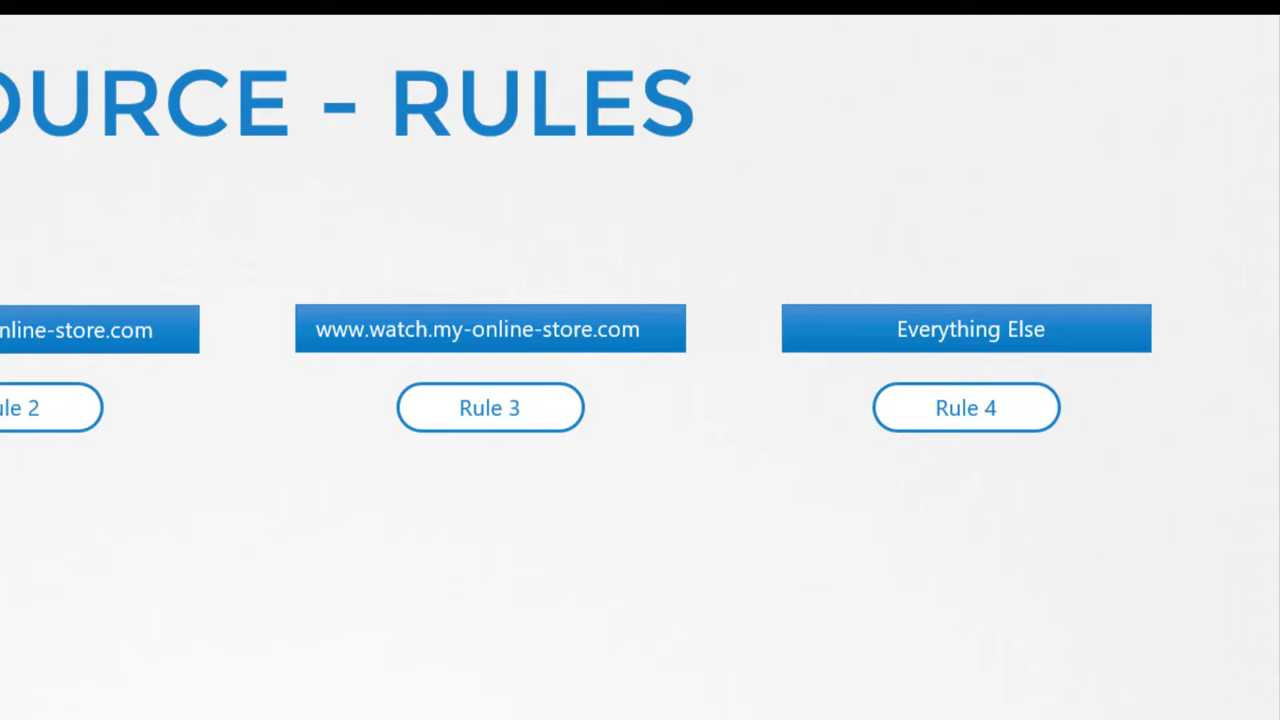 OURCE - RULES
nline-store.com
www.watch.my-online-store.com
Everything Else
ule 2
Rule 3
Rule 4